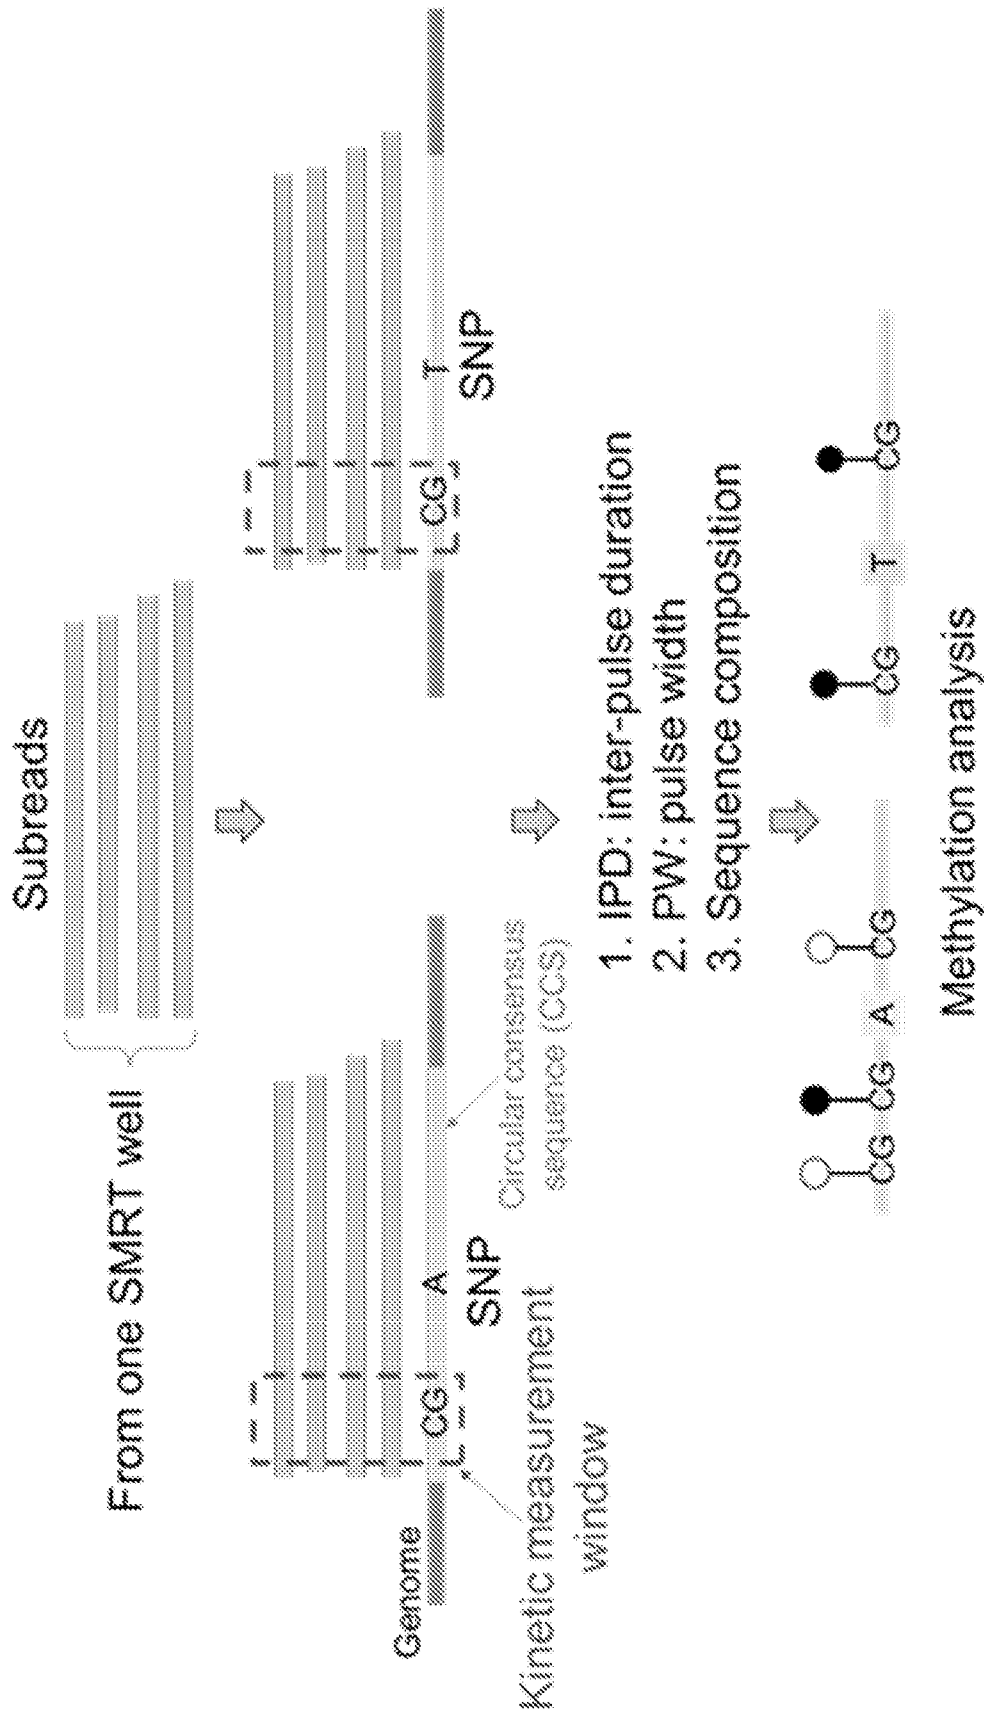 Subreads
From one SMRT well
Genome
CG
A
SNP
CG
T
SNP
Kinetic measurement
window
Circular consensus
sequence (CCS)
1. IPD: inter-pulse duration
2. PW: pulse width
3. Sequence composition
CG CG A CG
CG T CG
Methylation analysis